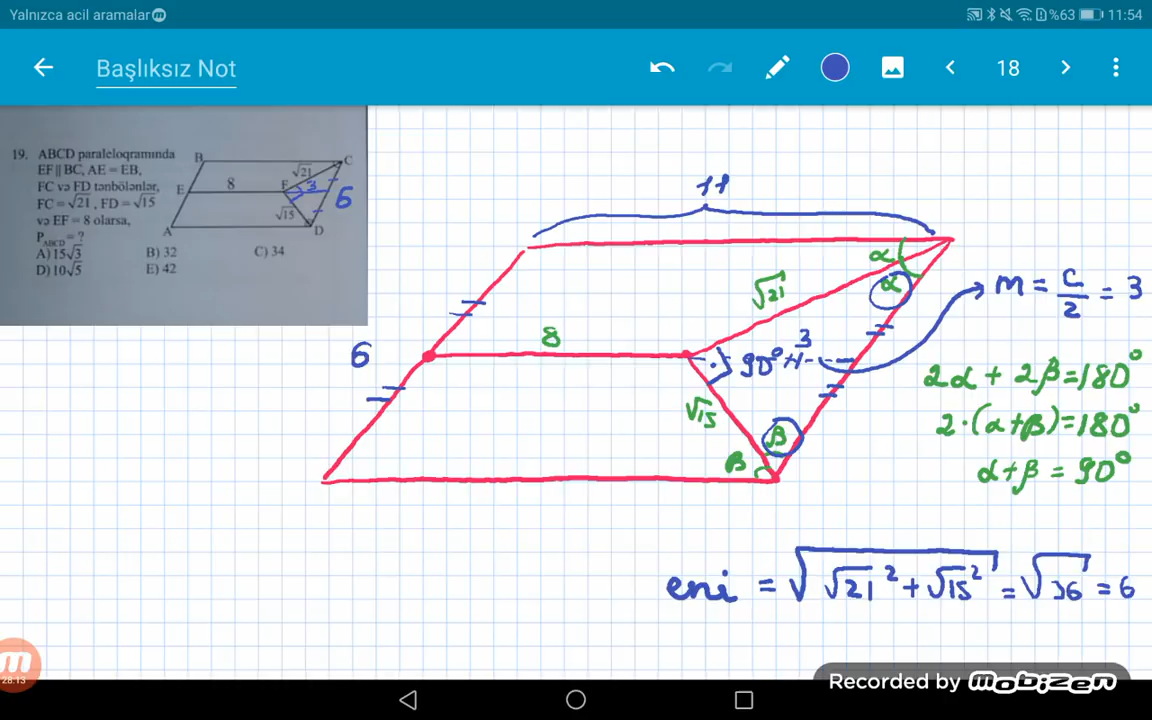 Yalnızca acil aramalar
%63 11:54
Başlıksız Not
18
19. ABCD paraleloqramında
EF || BC, AE = EB,
FC və FD tənbölənlər,
FC = √21, FD = √15
və EF = 8 olarsa,
P_ABCD = ?
A) 15√3 B) 32 C) 34
D) 10√5 E) 42
B C
√21
8 F 3
E 6
√15
A D
11
α
α
√21
m = c/2 = 3
8
3
6
90°
2α + 2β = 180°
√15
2·(α+β) = 180°
β
β
α+β = 90°
eni = √(√21² + √15²) = √36 = 6
28:13
Recorded by mobizen